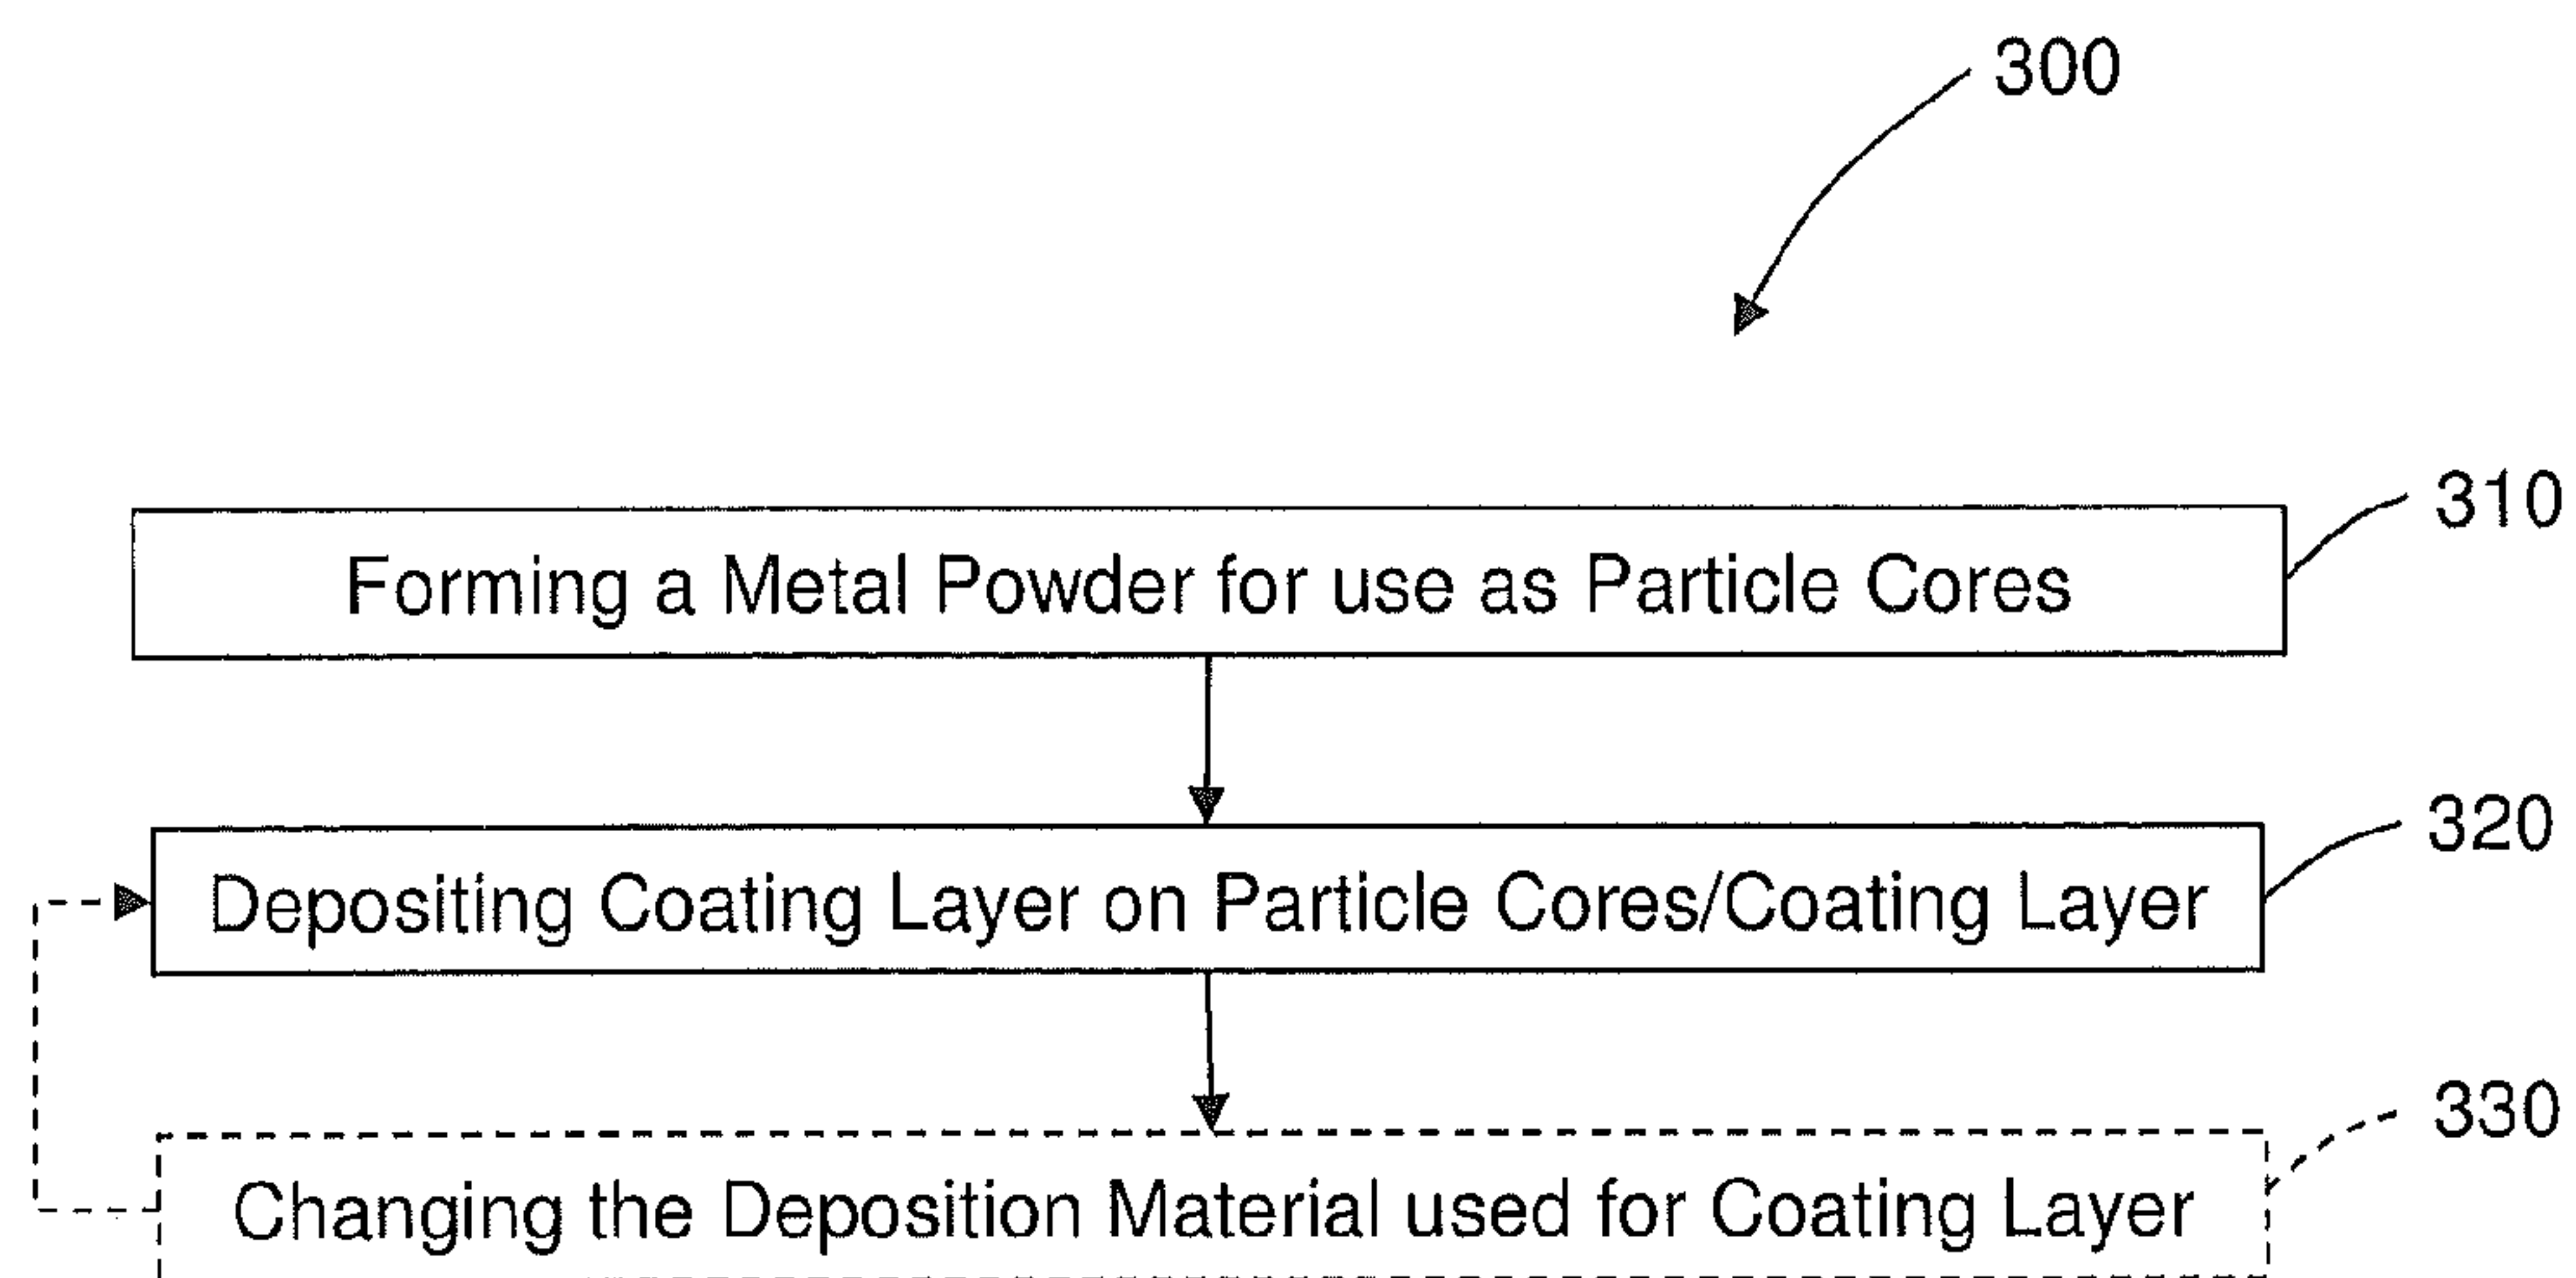 300
310
Forming a Metal Powder for use as Particle Cores
320
Depositing Coating Layer on Particle Cores/Coating Layer
330
Changing the Deposition Material used for Coating Layer